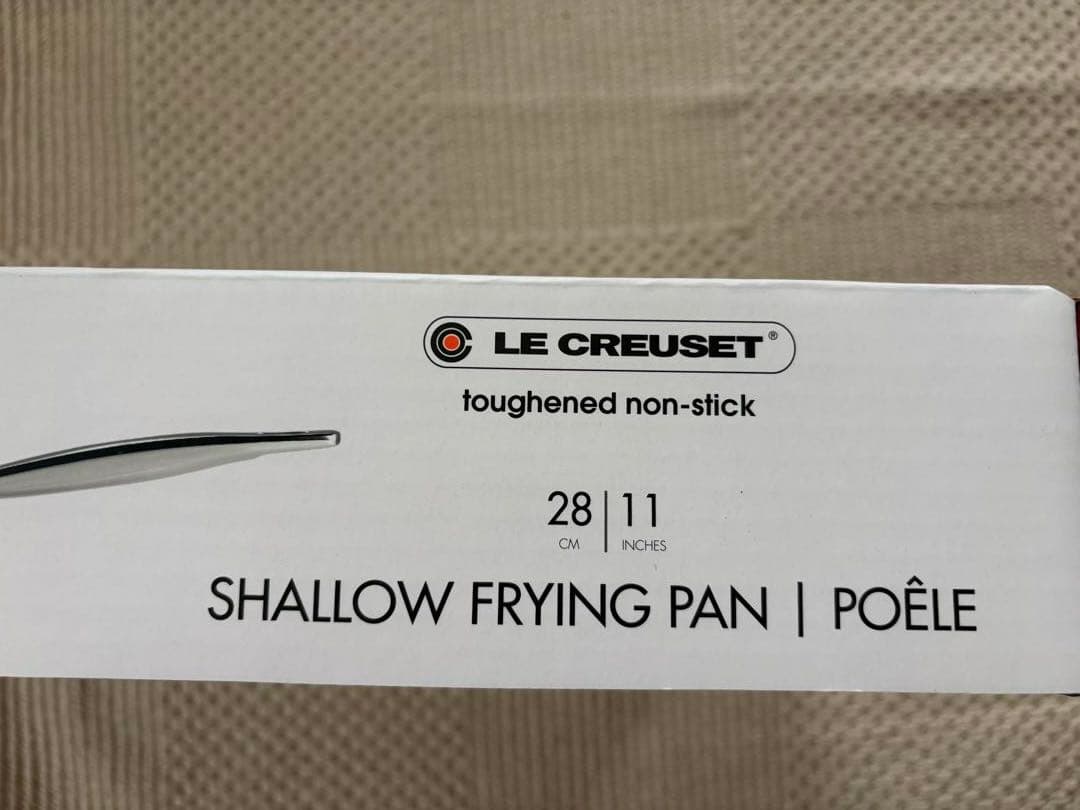 LE CREUSET®
toughened non-stick
28 | 11
CM INCHES
SHALLOW FRYING PAN | POÊLE